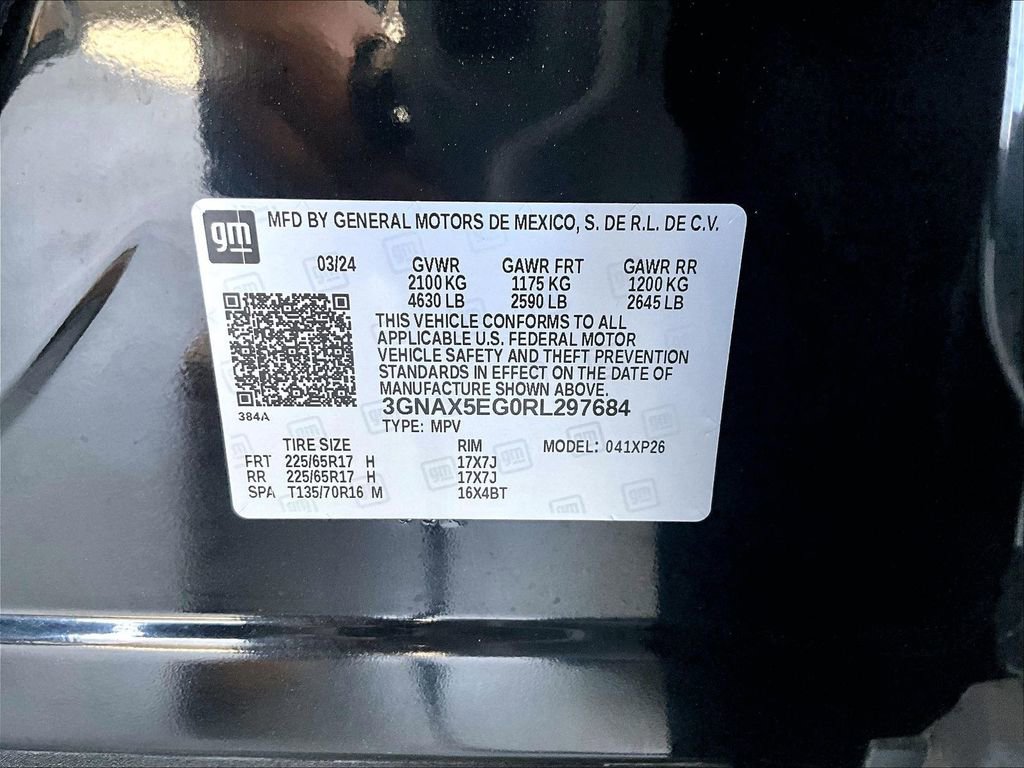 gm MFD BY GENERAL MOTORS DE MEXICO, S. DE R.L. DE C.V.
03/24 GVWR GAWR FRT GAWR RR
2100 KG 1175 KG 1200 KG
4630 LB 2590 LB 2645 LB
THIS VEHICLE CONFORMS TO ALL
APPLICABLE U.S. FEDERAL MOTOR
VEHICLE SAFETY AND THEFT PREVENTION
STANDARDS IN EFFECT ON THE DATE OF
MANUFACTURE SHOWN ABOVE.
384A 3GNAX5EG0RL297684
TYPE: MPV
TIRE SIZE RIM MODEL: 041XP26
FRT 225/65R17 H 17X7J
RR 225/65R17 H 17X7J
SPA T135/70R16 M 16X4BT